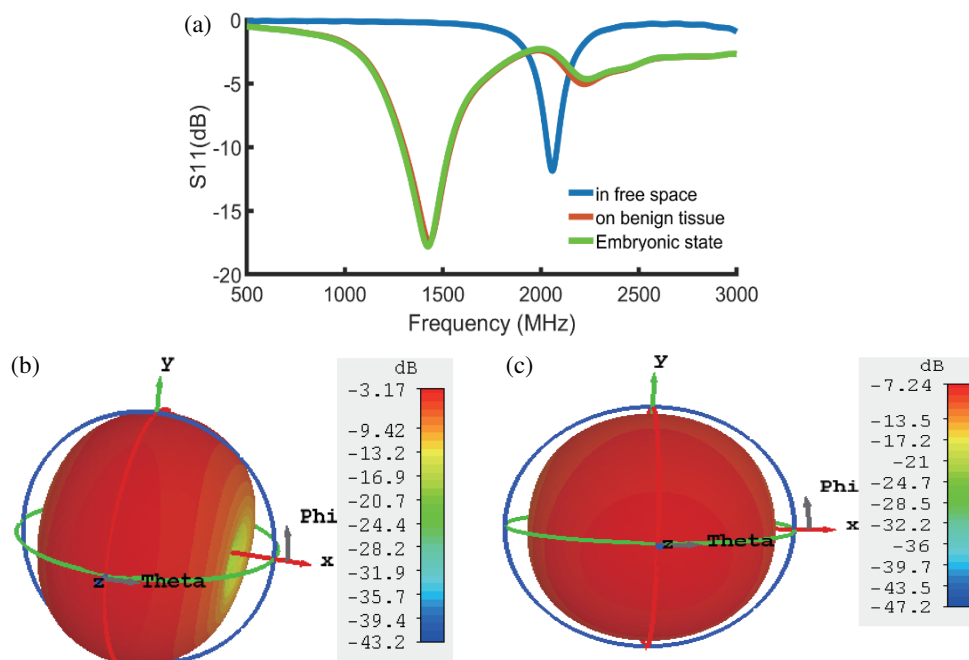 (a)
S11(dB)
0
-5
-10
-15
-20
500
1000
1500
2000
2500
3000
Frequency (MHz)
in free space
on benign tissue
Embryonic state
(b)
y
Phi
x
z
Theta
dB
-3.17
-9.42
-13.2
-16.9
-20.7
-24.4
-28.2
-31.9
-35.7
-39.4
-43.2
(c)
y
Phi
x
z
Theta
dB
-7.24
-13.5
-17.2
-21
-24.7
-28.5
-32.2
-36
-39.7
-43.5
-47.2